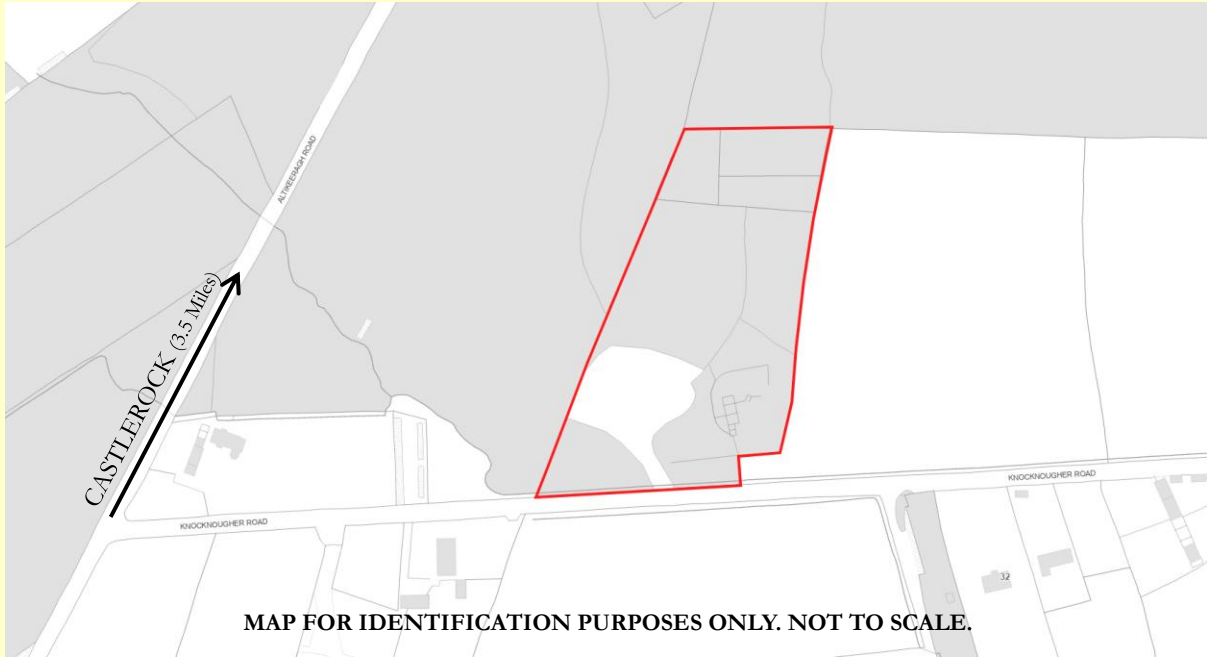 ALTIKEERAGH ROAD
CASTLEROCK (3.5 Miles)
KNOCKNOUGHER ROAD
KNOCKNOUGHER ROAD
32
MAP FOR IDENTIFICATION PURPOSES ONLY. NOT TO SCALE.